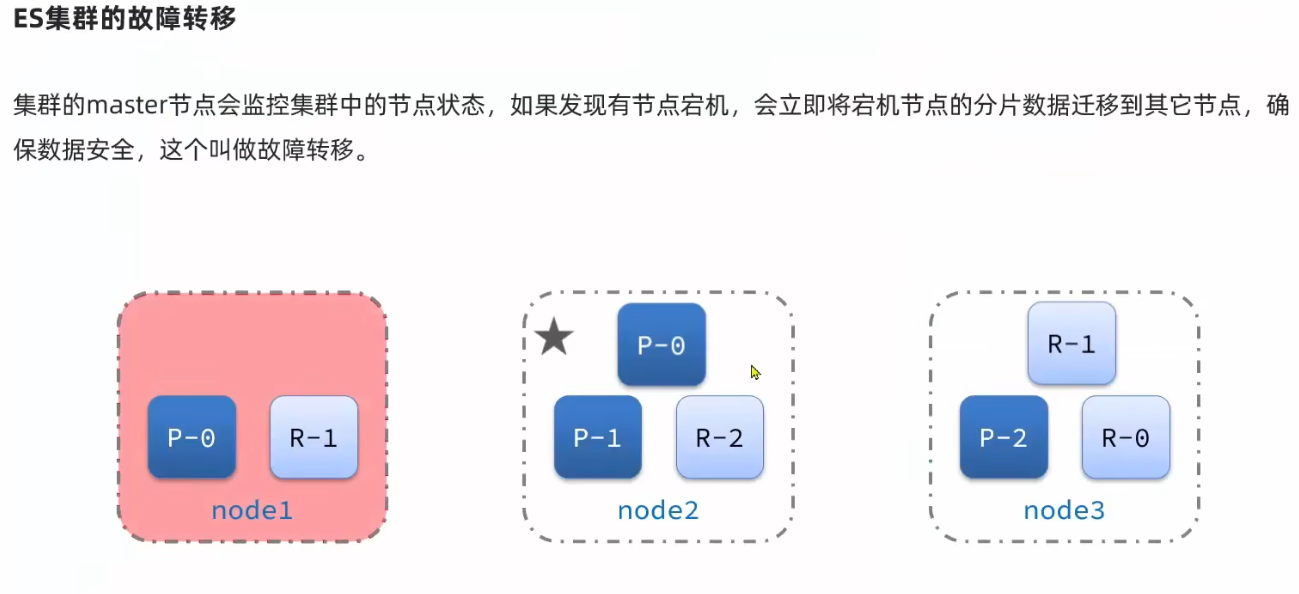 ES集群的故障转移
集群的master节点会监控集群中的节点状态，如果发现有节点宕机，会立即将宕机节点的分片数据迁移到其它节点，确
保数据安全，这个叫做故障转移。
P-0
R-1
P-0
R-1
P-1
R-2
P-2
R-0
node1
node2
node3